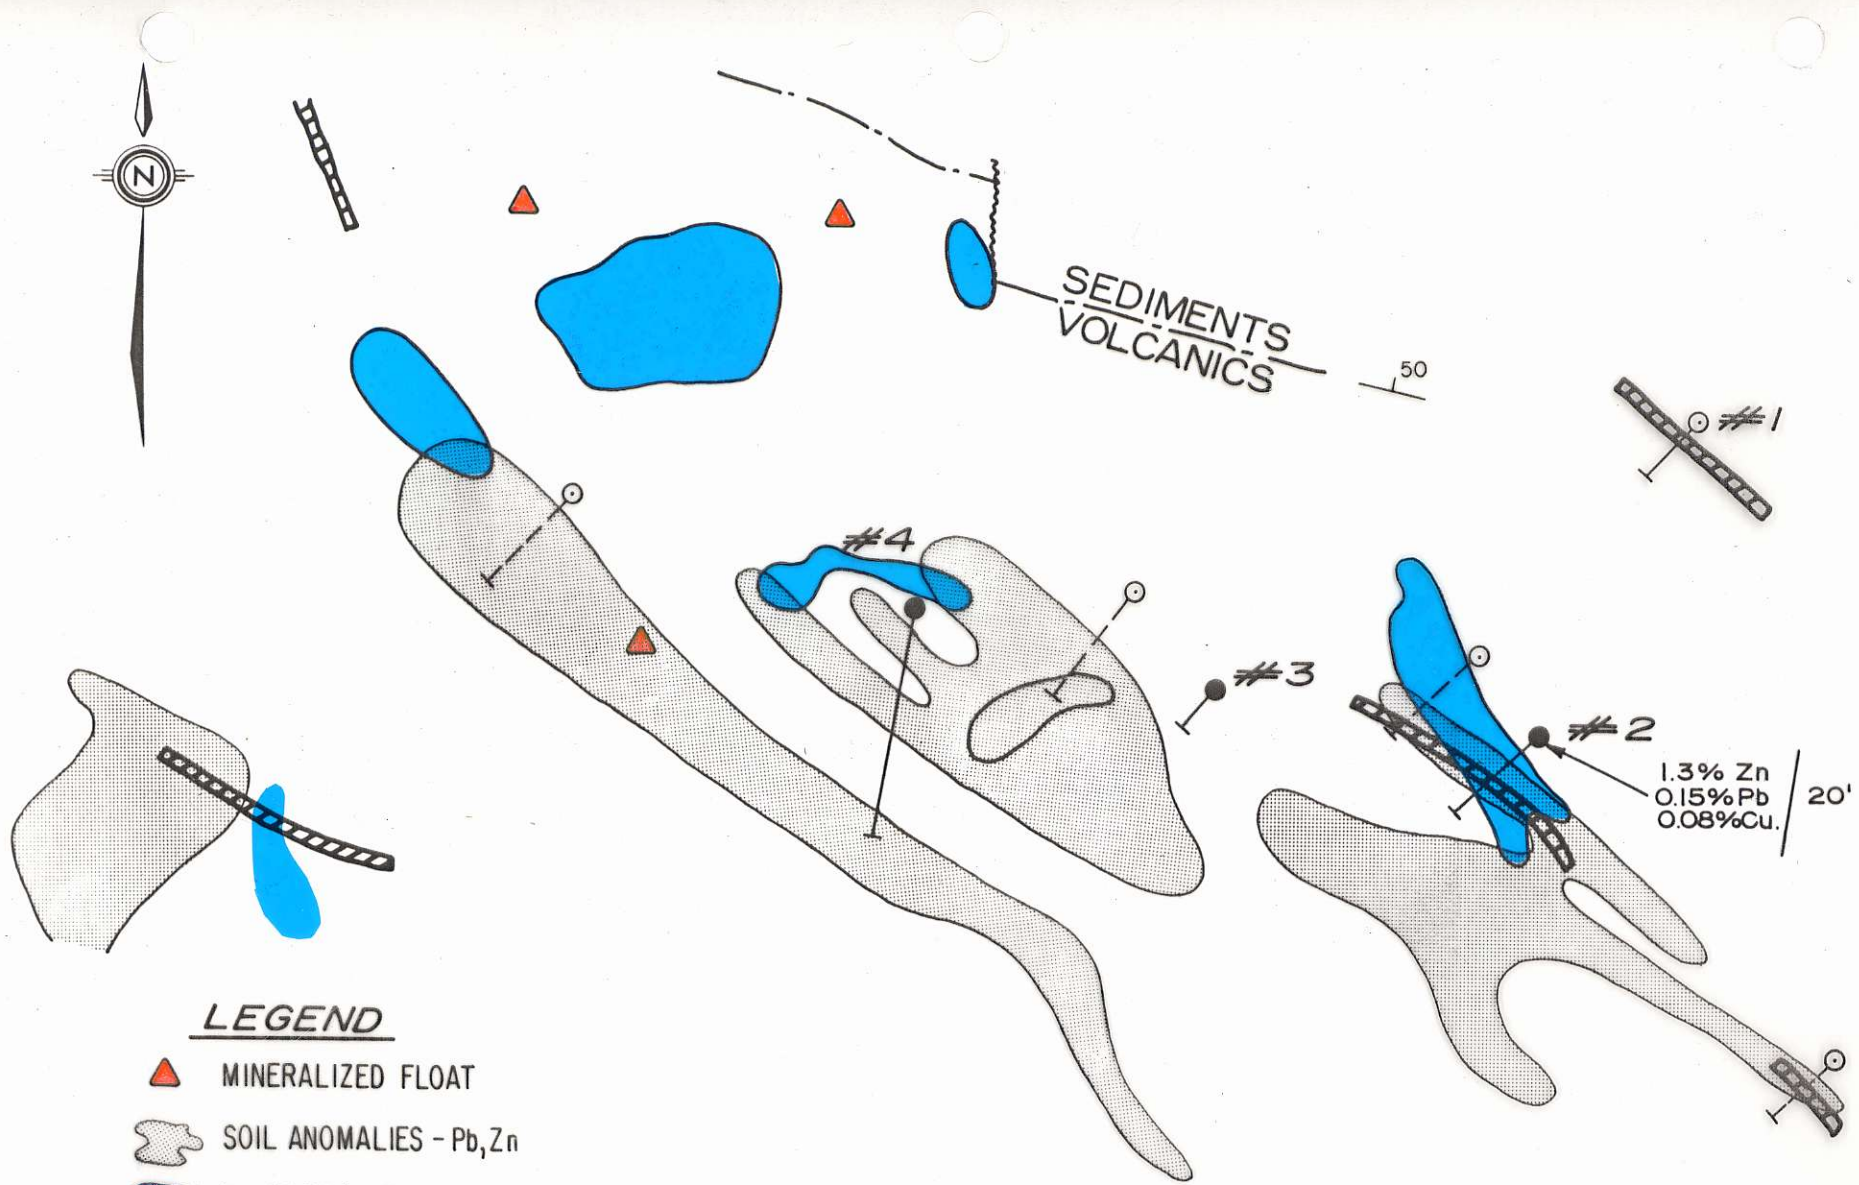 N
SEDIMENTS
VOLCANICS
50
#1
#4
#3
#2
1.3% Zn
0.15% Pb
0.08% Cu.
20'
LEGEND
MINERALIZED FLOAT
SOIL ANOMALIES - Pb, Zn